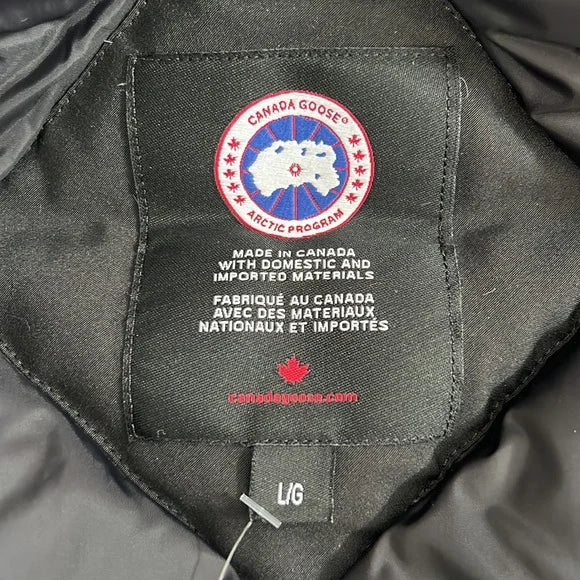 CANADA GOOSE®
ARCTIC PROGRAM
MADE IN CANADA
WITH DOMESTIC AND
IMPORTED MATERIALS
FABRIQUÉ AU CANADA
AVEC DES MATERIAUX
NATIONAUX ET IMPORTÉS
canadagoose.com
L/G